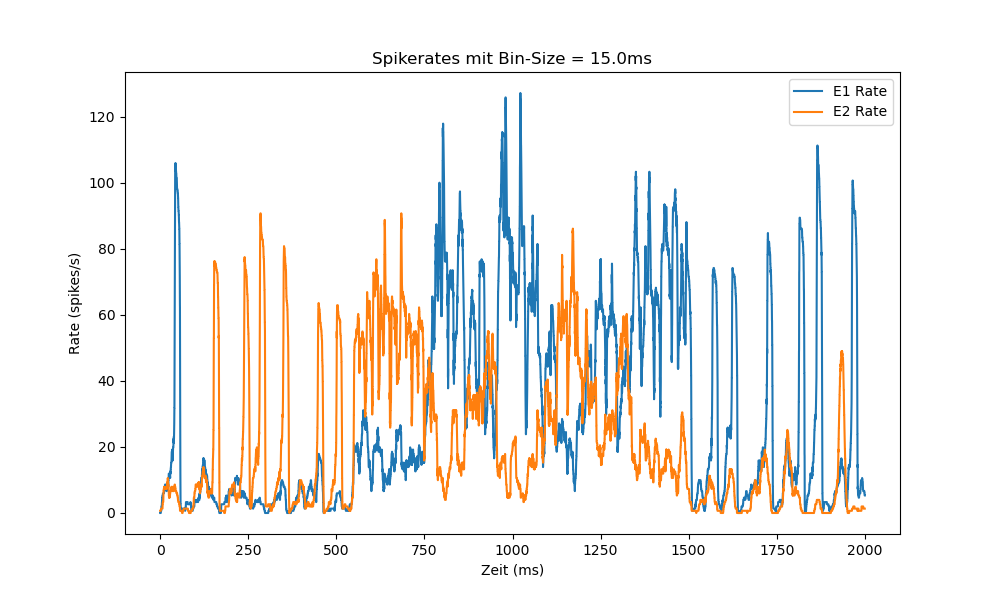 Spikerates mit Bin-Size = 15.0ms
E1 Rate
E2 Rate
Rate (spikes/s)
120
100
80
60
40
20
0
0 250 500 750 1000 1250 1500 1750 2000
Zeit (ms)